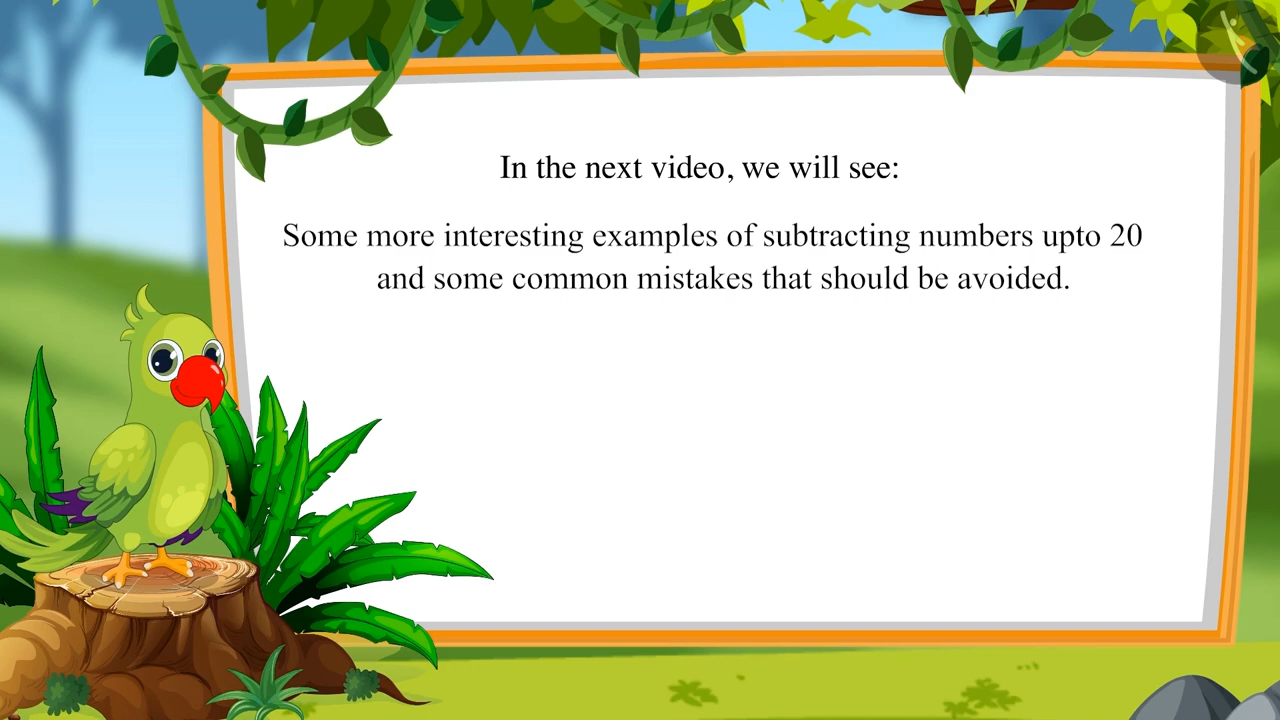 In the next video, we will see:
Some more interesting examples of subtracting numbers upto 20
and some common mistakes that should be avoided.